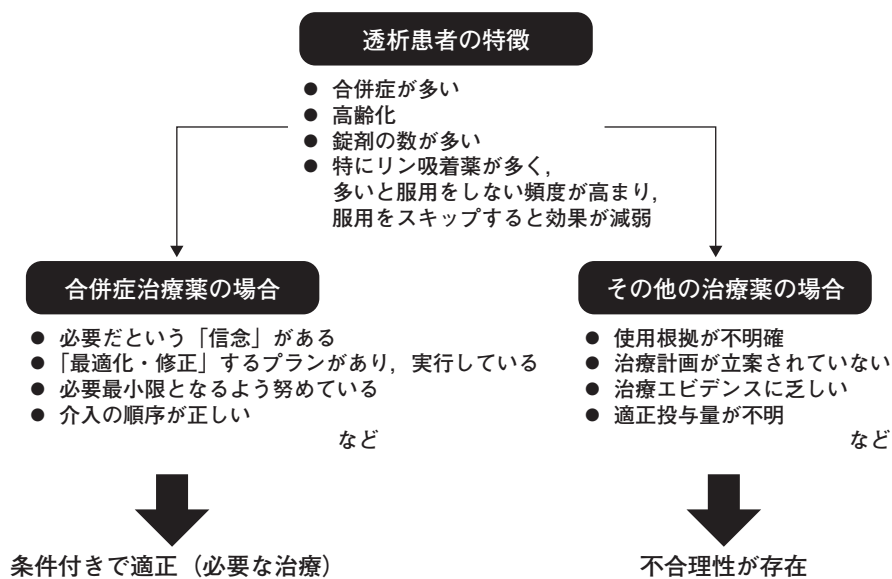 透析患者の特徴
● 合併症が多い
● 高齢化
● 錠剤の数が多い
● 特にリン吸着薬が多く，
多いと服用をしない頻度が高まり，
服用をスキップすると効果が減弱
合併症治療薬の場合
● 必要だという「信念」がある
● 「最適化・修正」するプランがあり，実行している
● 必要最小限となるよう努めている
● 介入の順序が正しい
など
条件付きで適正（必要な治療）
その他の治療薬の場合
● 使用根拠が不明確
● 治療計画が立案されていない
● 治療エビデンスに乏しい
● 適正投与量が不明
など
不合理性が存在